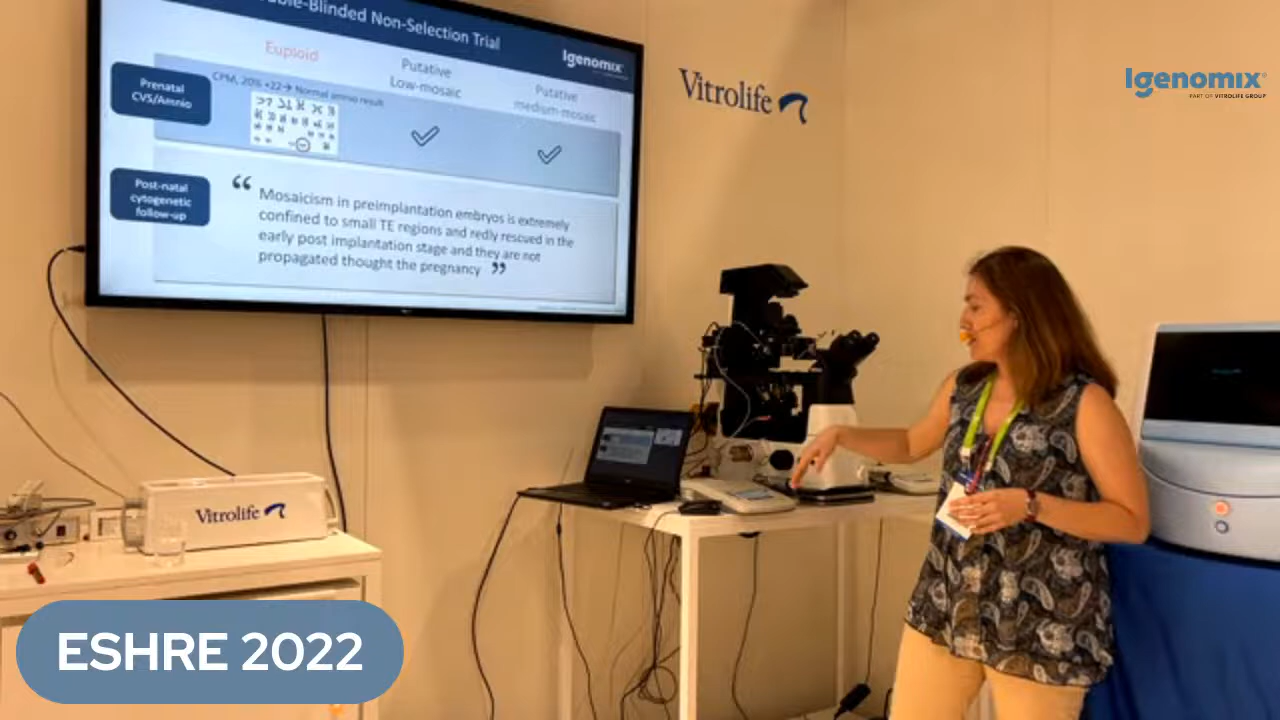 -Blinded Non-Selection Trial
Igenomix
Euploid
Putative
Low-mosaic
Putative
medium-mosaic
Prenatal
CVS/Amnio
CPM, 20% +22→ Normal amnio result
Post-natal
cytogenetic
follow-up
“ Mosaicism in preimplantation embryos is extremely
confined to small TE regions and redly rescued in the
early post implantation stage and they are not
propagated thought the pregnancy ”
Vitrolife
Igenomix®
PART OF VITROLIFE GROUP
Vitrolife
ESHRE 2022